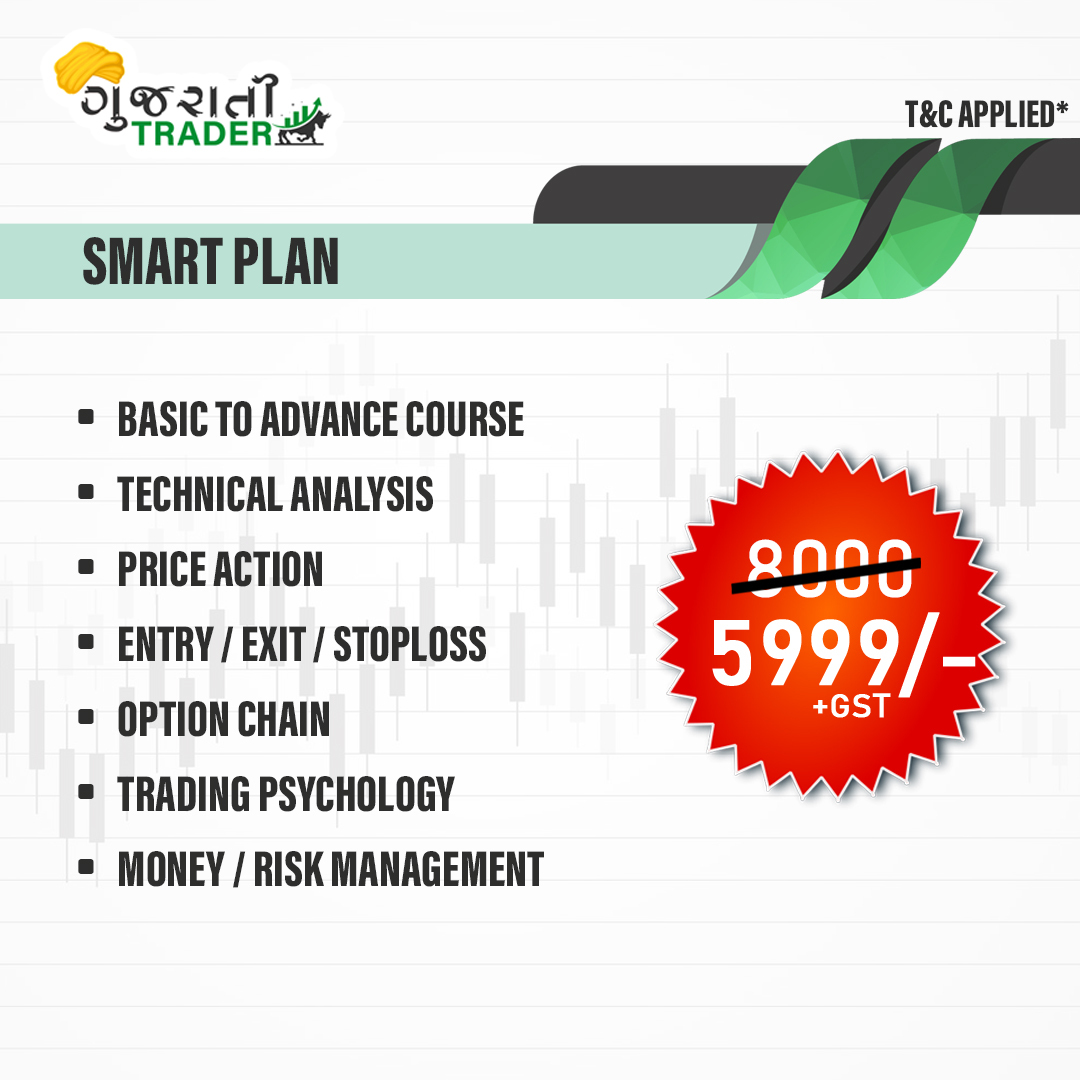 ગુજરાતી
TRADER
T&C APPLIED*
SMART PLAN
BASIC TO ADVANCE COURSE
TECHNICAL ANALYSIS
PRICE ACTION
ENTRY / EXIT / STOPLOSS
OPTION CHAIN
TRADING PSYCHOLOGY
MONEY / RISK MANAGEMENT
8000
5999/-
+GST